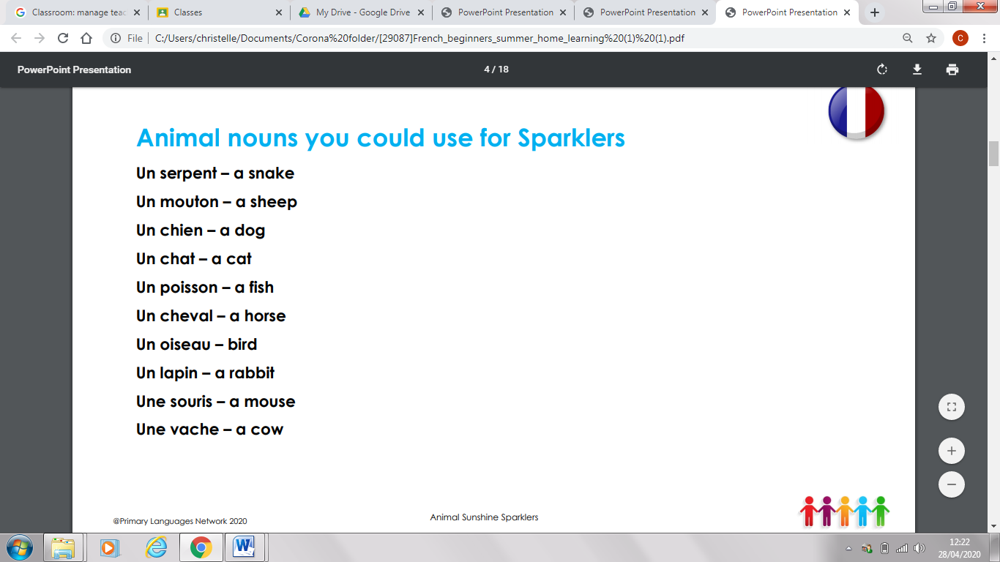 Classroom: manage teac
Classes
My Drive - Google Drive
PowerPoint Presentation
PowerPoint Presentation
PowerPoint Presentation
File
C:/Users/christelle/Documents/Corona%20folder/[29087]French_beginners_summer_home_learning%20(1)%20(1).pdf
C
PowerPoint Presentation
4 / 18
Animal nouns you could use for Sparklers
Un serpent – a snake
Un mouton – a sheep
Un chien – a dog
Un chat – a cat
Un poisson – a fish
Un cheval – a horse
Un oiseau – bird
Un lapin – a rabbit
Une souris – a mouse
Une vache – a cow
@Primary Languages Network 2020
Animal Sunshine Sparklers
12:22
28/04/2020